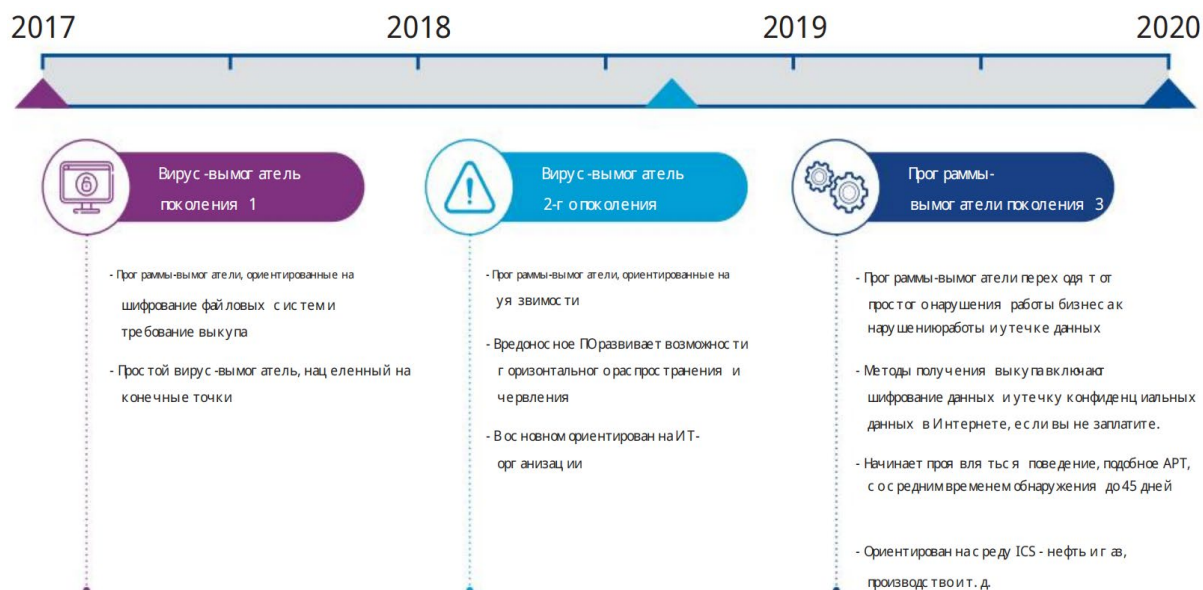 2017 2018 2019 2020
Вирус-вымогатель
поколения 1
- Программы-вымогатели, ориентированные на
шифрование файловых систем и
требование выкупа
- Простой вирус-вымогатель, нацеленный на
конечные точки
Вирус-вымогатель
2-го поколения
- Программы-вымогатели, ориентированные на
уязвимости
- Вредоносное ПО развивает возможности
горизонтального распространения и
червления
- В основном ориентирован на ИТ-
организации
Программы-
вымогатели поколения 3
- Программы-вымогатели переходят от
простого нарушения работы бизнеса к
нарушению работы и утечке данных
- Методы получения выкупа включают
шифрование данных и утечку конфиденциальных
данных в Интернете, если вы не заплатите.
- Начинает проявляться поведение, подобное APT,
со средним временем обнаружения до 45 дней
- Ориентирован на среду ICS - нефть и газ,
производство и т. д.